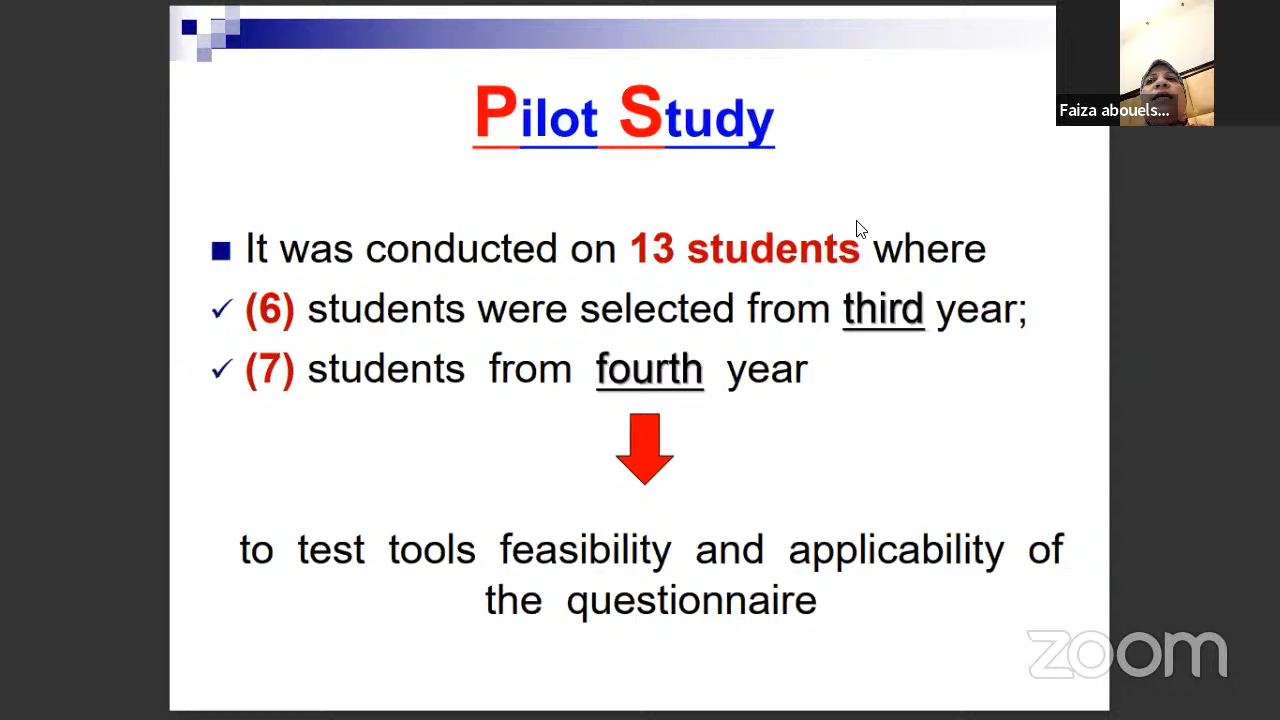 Pilot Study
Faiza abouels...
It was conducted on 13 students where
(6) students were selected from third year;
(7) students from fourth year
to test tools feasibility and applicability of
the questionnaire
zoom